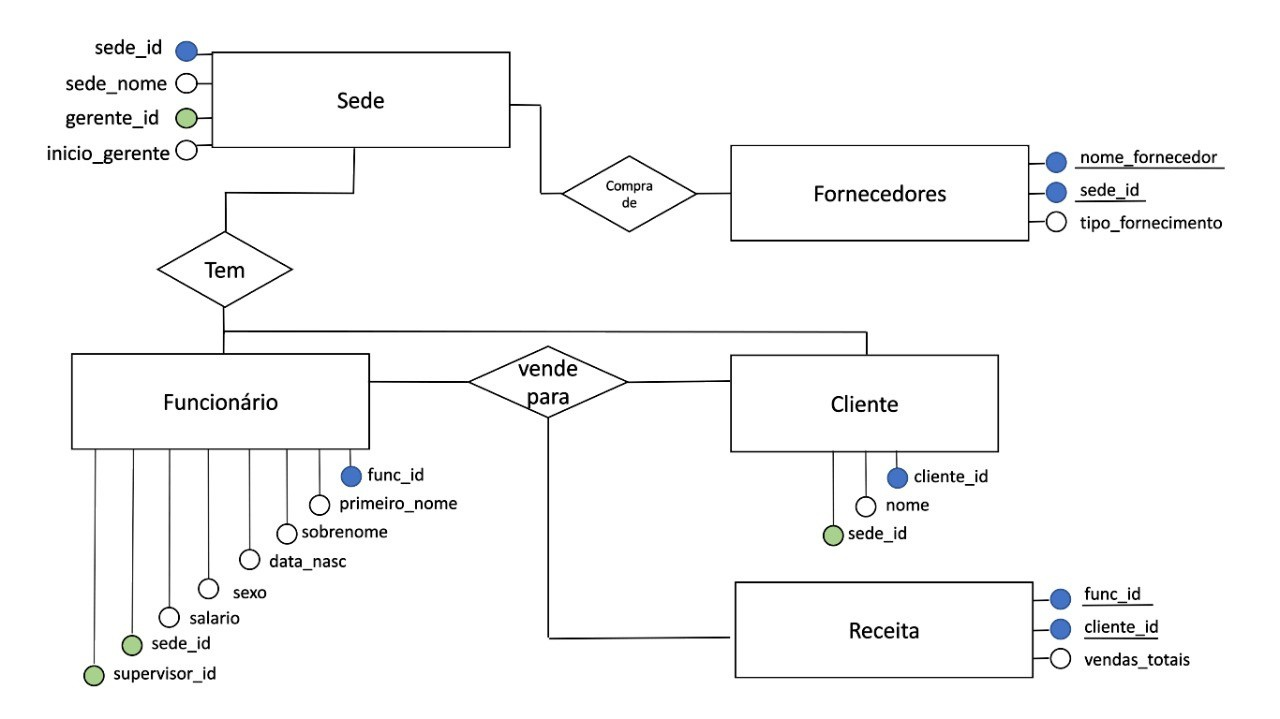 sede_id
sede_nome
gerente_id
inicio_gerente
Sede
Compra
de
Fornecedores
nome_fornecedor
sede_id
tipo_fornecimento
Tem
Funcionário
vende
para
Cliente
func_id
primeiro_nome
sobrenome
data_nasc
sexo
salario
sede_id
supervisor_id
cliente_id
nome
sede_id
Receita
func_id
cliente_id
vendas_totais